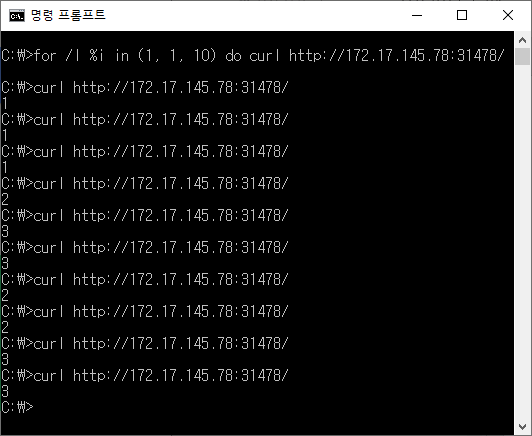 명령 프롬프트
C:\>for /l %i in (1, 1, 10) do curl http://172.17.145.78:31478/
C:\>curl http://172.17.145.78:31478/
1
C:\>curl http://172.17.145.78:31478/
1
C:\>curl http://172.17.145.78:31478/
1
C:\>curl http://172.17.145.78:31478/
2
C:\>curl http://172.17.145.78:31478/
3
C:\>curl http://172.17.145.78:31478/
3
C:\>curl http://172.17.145.78:31478/
2
C:\>curl http://172.17.145.78:31478/
2
C:\>curl http://172.17.145.78:31478/
3
C:\>curl http://172.17.145.78:31478/
3
C:\>